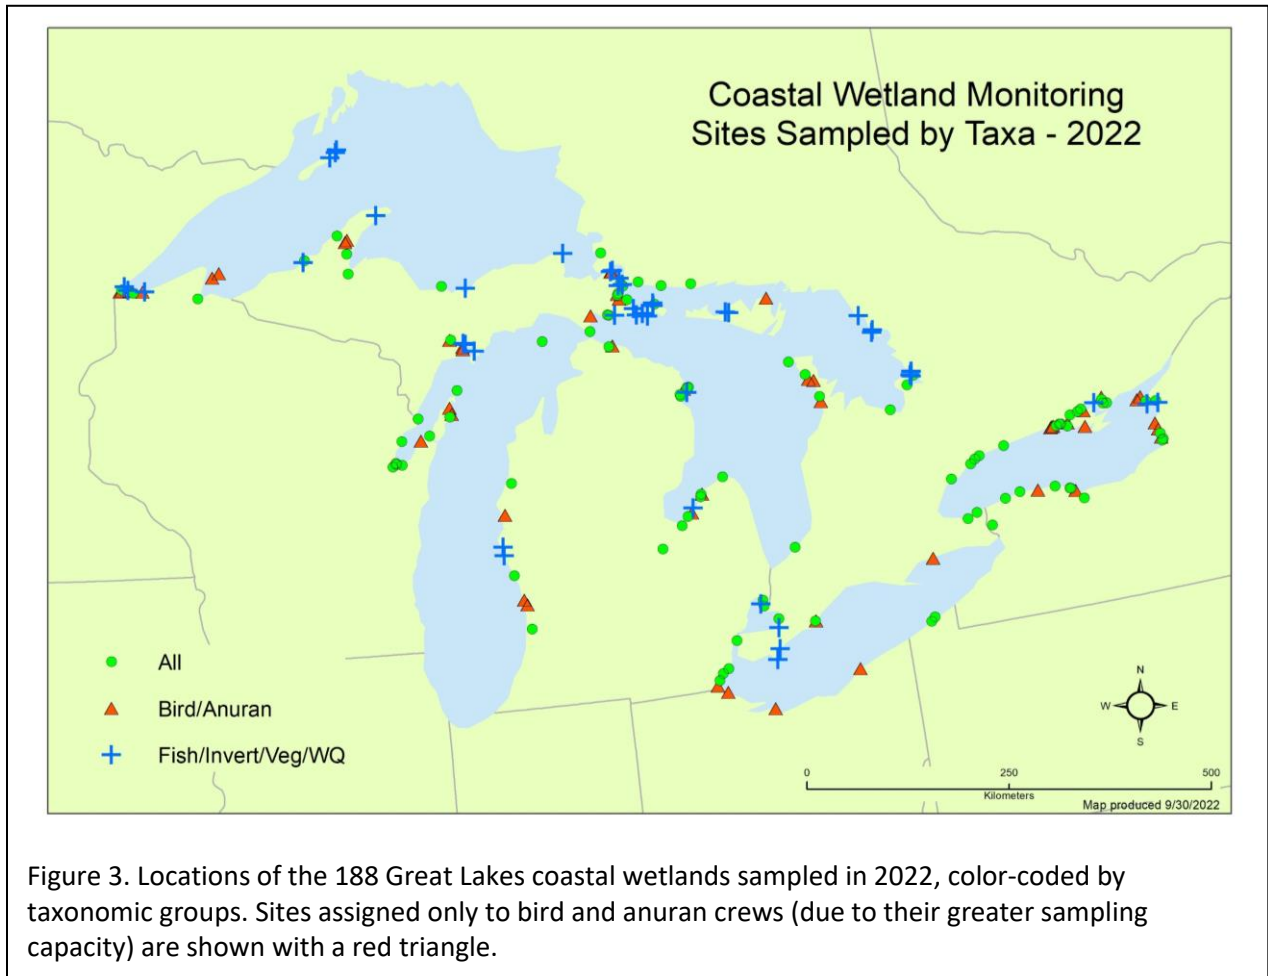 Coastal Wetland Monitoring
Sites Sampled by Taxa - 2022
All
Bird/Anuran
Fish/Invert/Veg/WQ
N
W
E
S
0
250
500
Kilometers
Map produced 9/30/2022
Figure 3. Locations of the 188 Great Lakes coastal wetlands sampled in 2022, color-coded by
taxonomic groups. Sites assigned only to bird and anuran crews (due to their greater sampling
capacity) are shown with a red triangle.